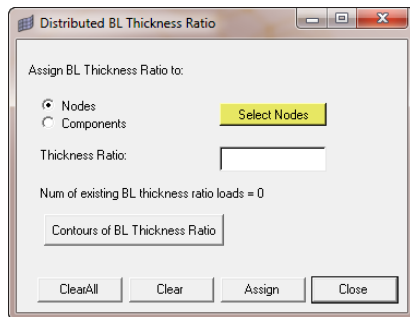 Distributed BL Thickness Ratio
Assign BL Thickness Ratio to:
Nodes
Select Nodes
Components
Thickness Ratio:
Num of existing BL thickness ratio loads = 0
Contours of BL Thickness Ratio
ClearAll Clear Assign Close